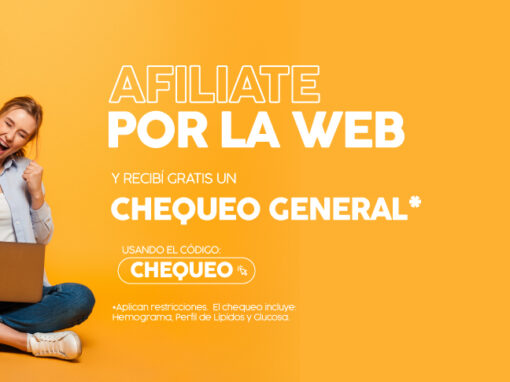 AFILIATE
POR LA WEB
Y RECIBÍ GRATIS UN
CHEQUEO GENERAL*
USANDO EL CÓDIGO:
CHEQUEO
*Aplican restricciones. El chequeo incluye:
Hemograma, Perfil de Lípidos y Glucosa.